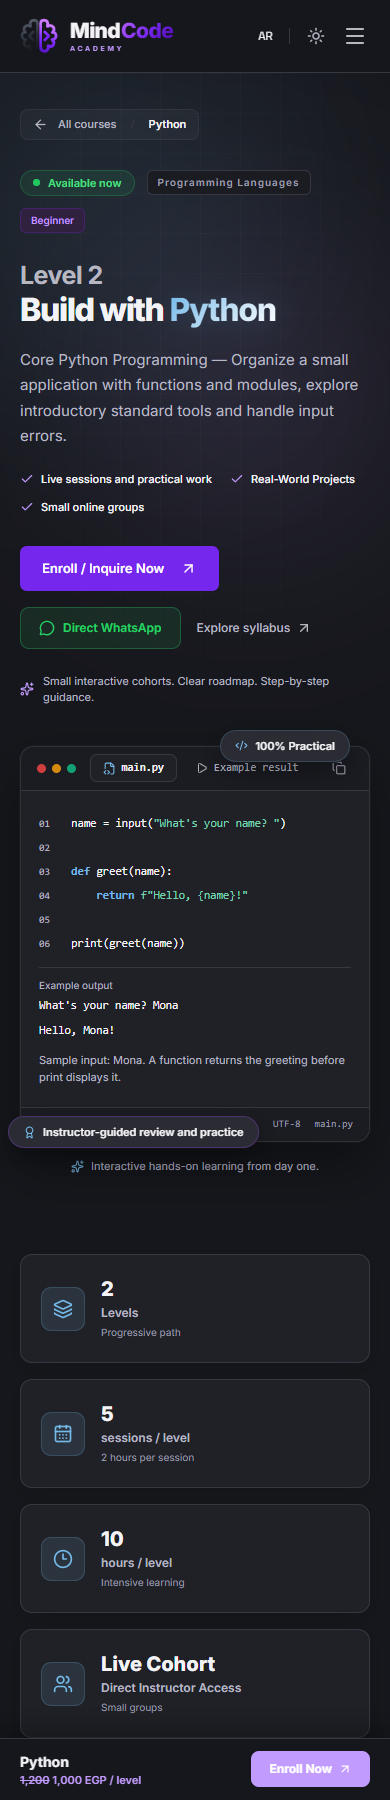 MindCode
ACADEMY
AR
All courses / Python
Available now
Programming Languages
Beginner
Level 2
Build with Python
Core Python Programming — Organize a small
application with functions and modules, explore
introductory standard tools and handle input
errors.
Live sessions and practical work
Real-World Projects
Small online groups
Enroll / Inquire Now
Direct WhatsApp
Explore syllabus
Small interactive cohorts. Clear roadmap. Step-by-step
guidance.
100% Practical
main.py
Example result
01 name = input("What's your name? ")
02
03 def greet(name):
04 return f"Hello, {name}!"
05
06 print(greet(name))
Example output
What's your name? Mona
Hello, Mona!
Sample input: Mona. A function returns the greeting before
print displays it.
Instructor-guided review and practice
UTF-8 main.py
Interactive hands-on learning from day one.
2
Levels
Progressive path
5
sessions / level
2 hours per session
10
hours / level
Intensive learning
Live Cohort
Direct Instructor Access
Small groups
Python
1,200 1,000 EGP / level
Enroll Now